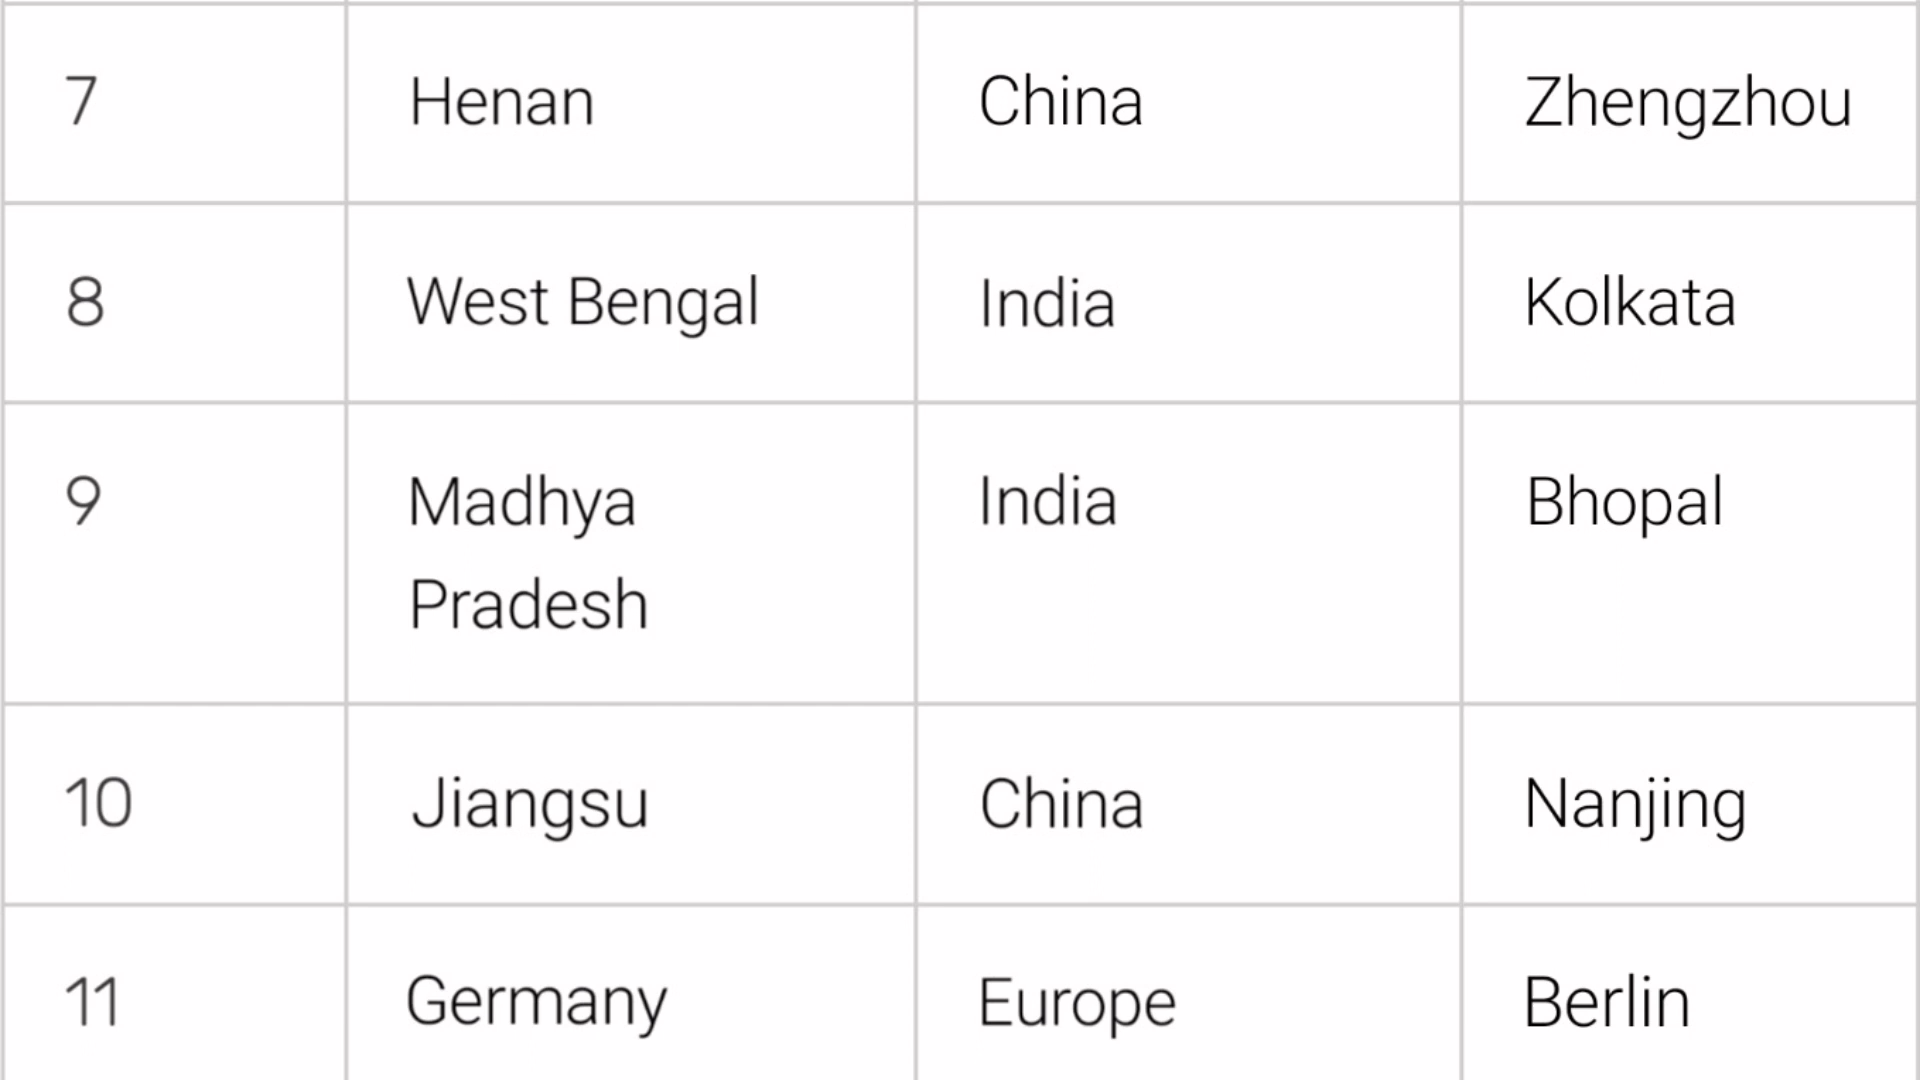 7 Henan China Zhengzhou
8 West Bengal India Kolkata
9 Madhya India Bhopal
Pradesh
10 Jiangsu China Nanjing
11 Germany Europe Berlin